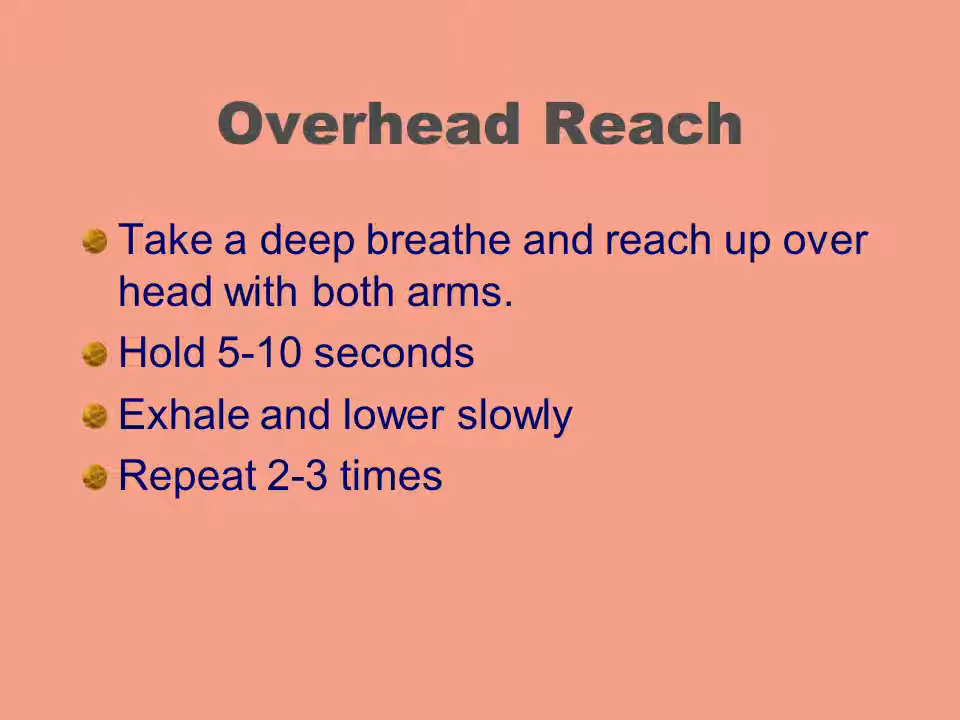 Overhead Reach
Take a deep breathe and reach up over
head with both arms.
Hold 5-10 seconds
Exhale and lower slowly
Repeat 2-3 times